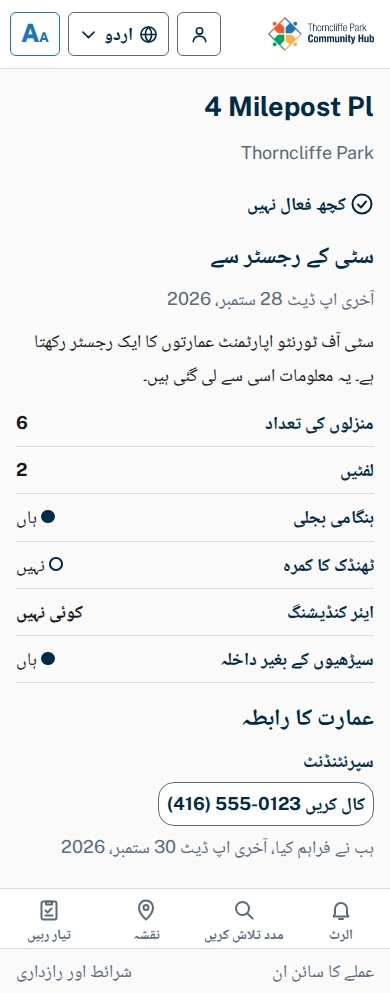 Thorncliffe Park
Community Hub
اردو
AA
4 Milepost Pl
Thorncliffe Park
کچھ فعال نہیں
سٹی کے رجسٹر سے
آخری اپ ڈیٹ 28 ستمبر، 2026
سٹی آف ٹورنٹو اپارٹمنٹ عمارتوں کا ایک رجسٹر رکھتا
ہے۔ یہ معلومات اسی سے لی گئی ہیں۔
منزلوں کی تعداد 6
لفٹیں 2
ہنگامی بجلی ہاں
ٹھنڈک کا کمرہ نہیں
ایئر کنڈیشنگ کوئی نہیں
سیڑھیوں کے بغیر داخلہ ہاں
عمارت کا رابطہ
سپرنٹنڈنٹ
کال کریں (416) 555-0123
ہب نے فراہم کیا، آخری اپ ڈیٹ 30 ستمبر، 2026
الرٹ
مدد تلاش کریں
نقشہ
تیار رہیں
عملے کا سائن ان
شرائط اور رازداری